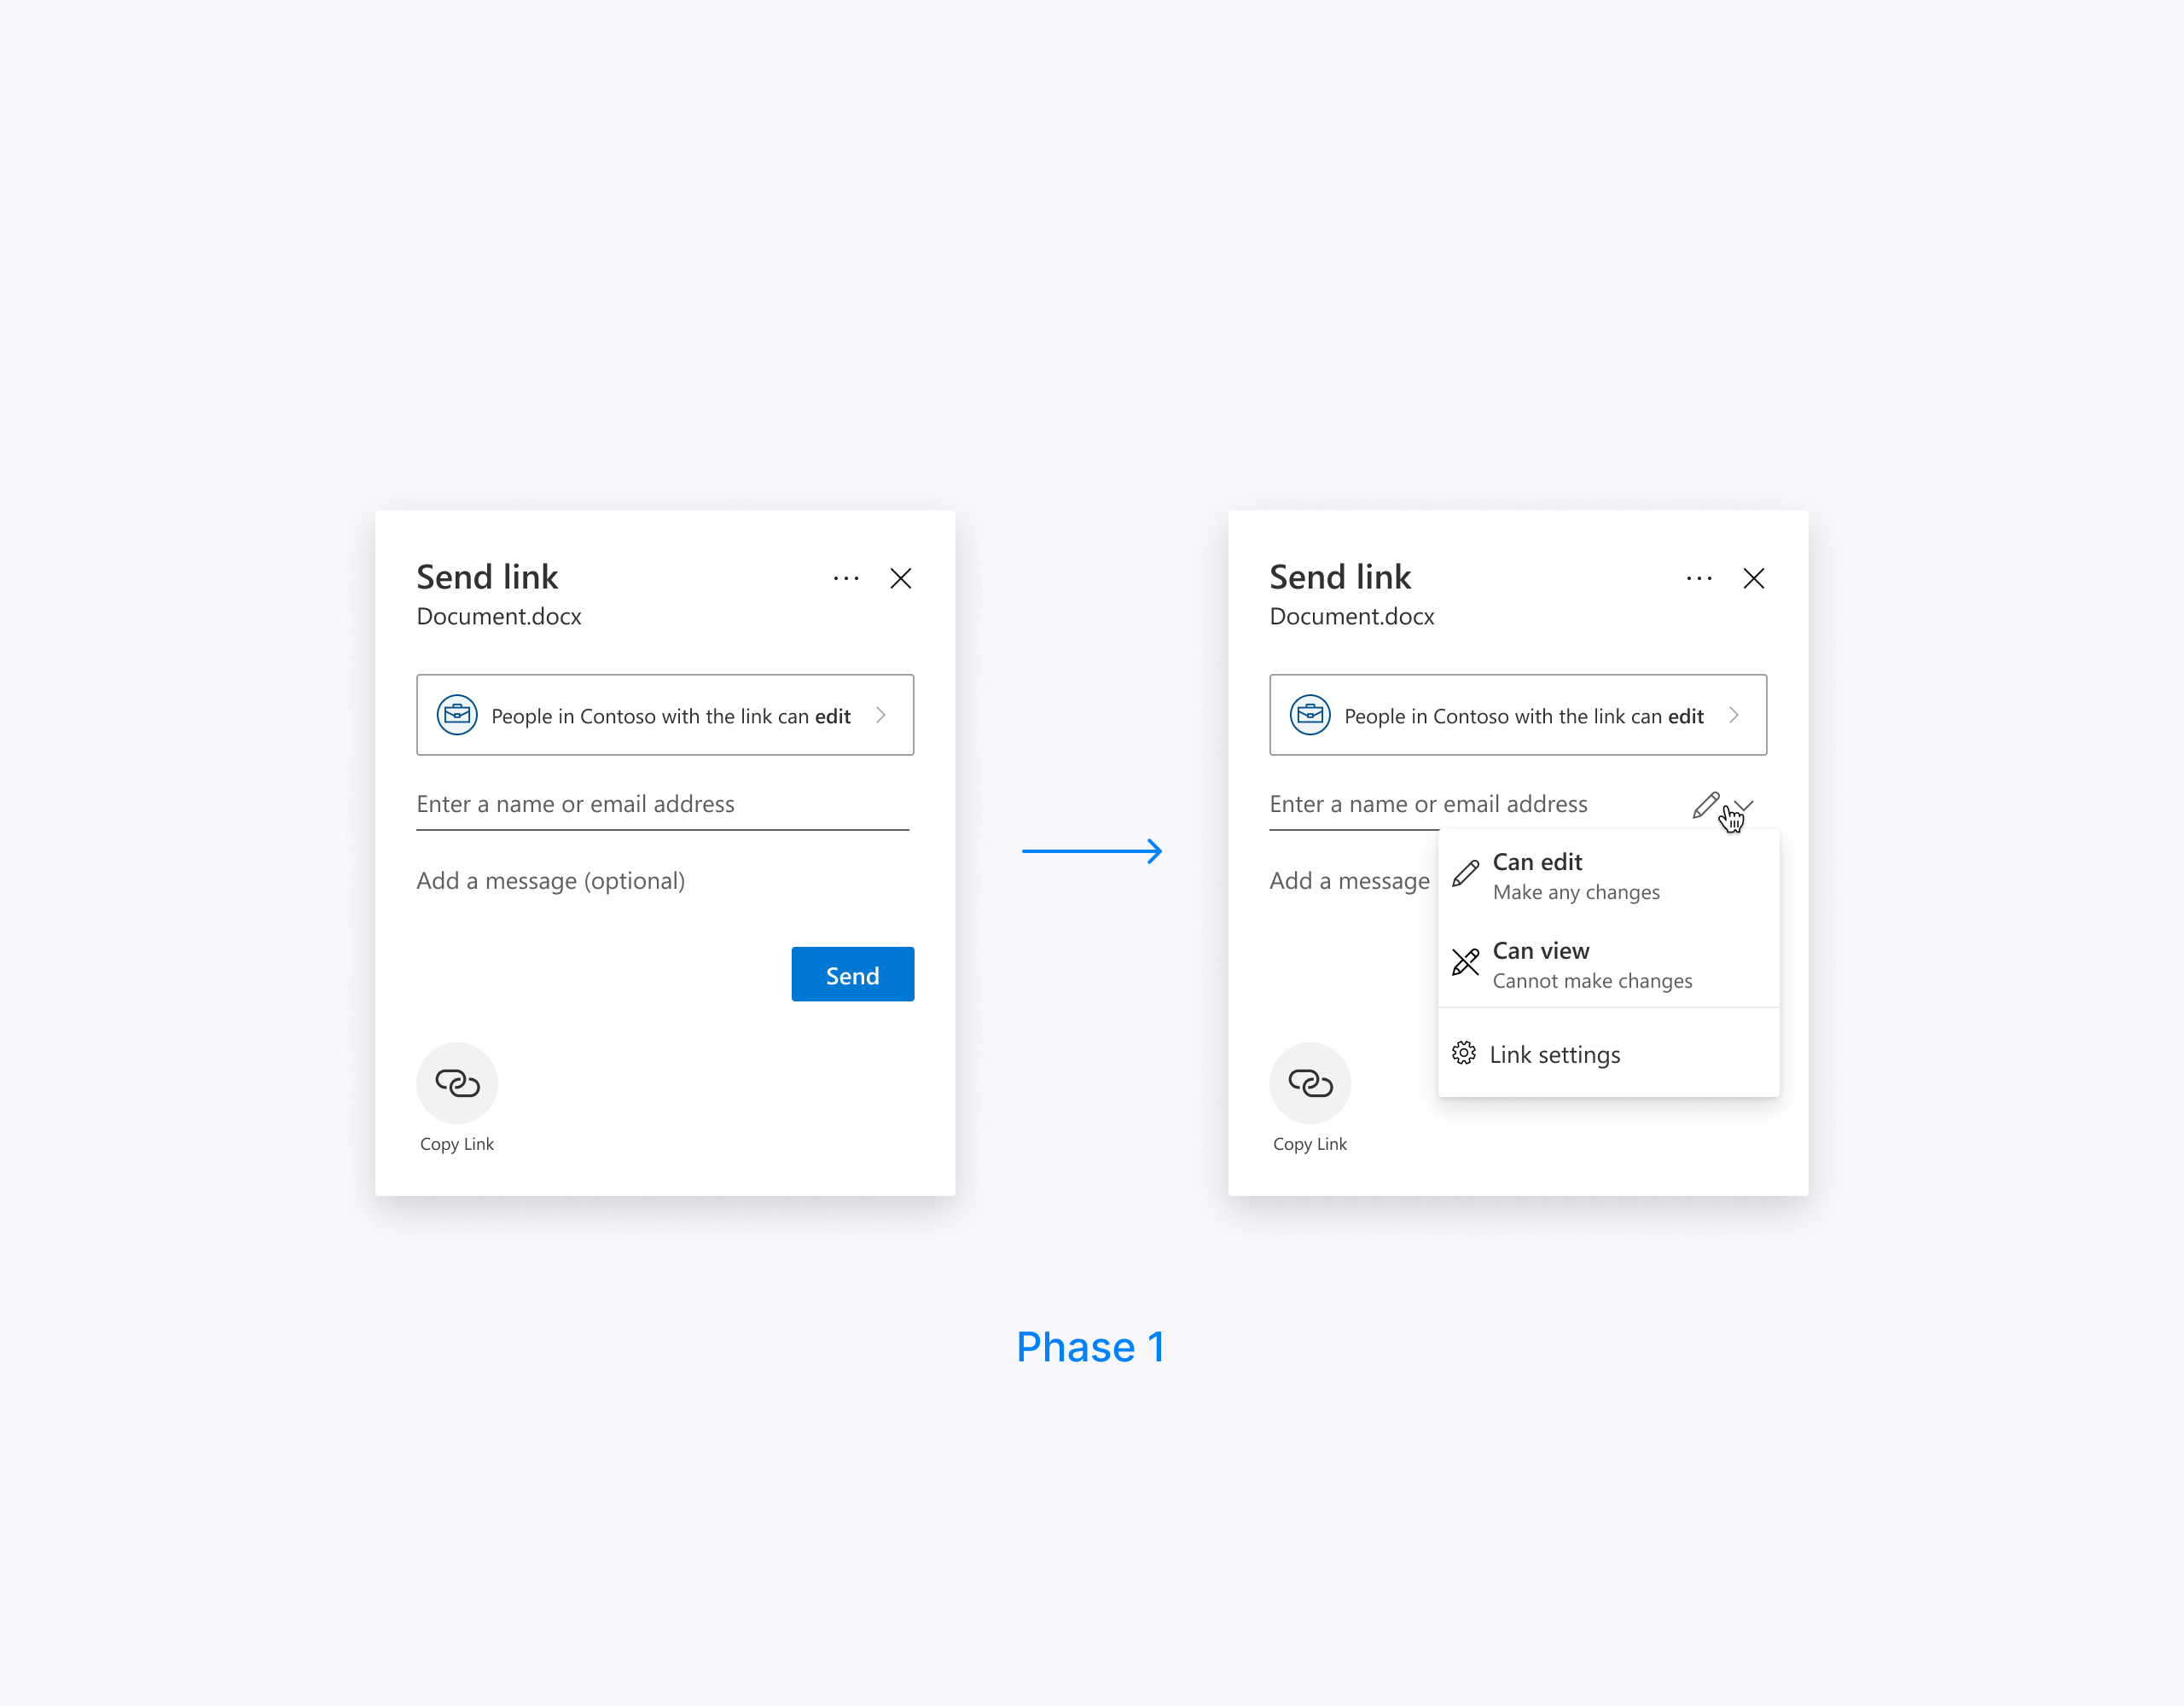 Send link
Document.docx
People in Contoso with the link can edit
Enter a name or email address
Add a message (optional)
Send
Copy Link
Send link
Document.docx
People in Contoso with the link can edit
Enter a name or email address
Add a message
Can edit
Make any changes
Can view
Cannot make changes
Link settings
Copy Link
Phase 1